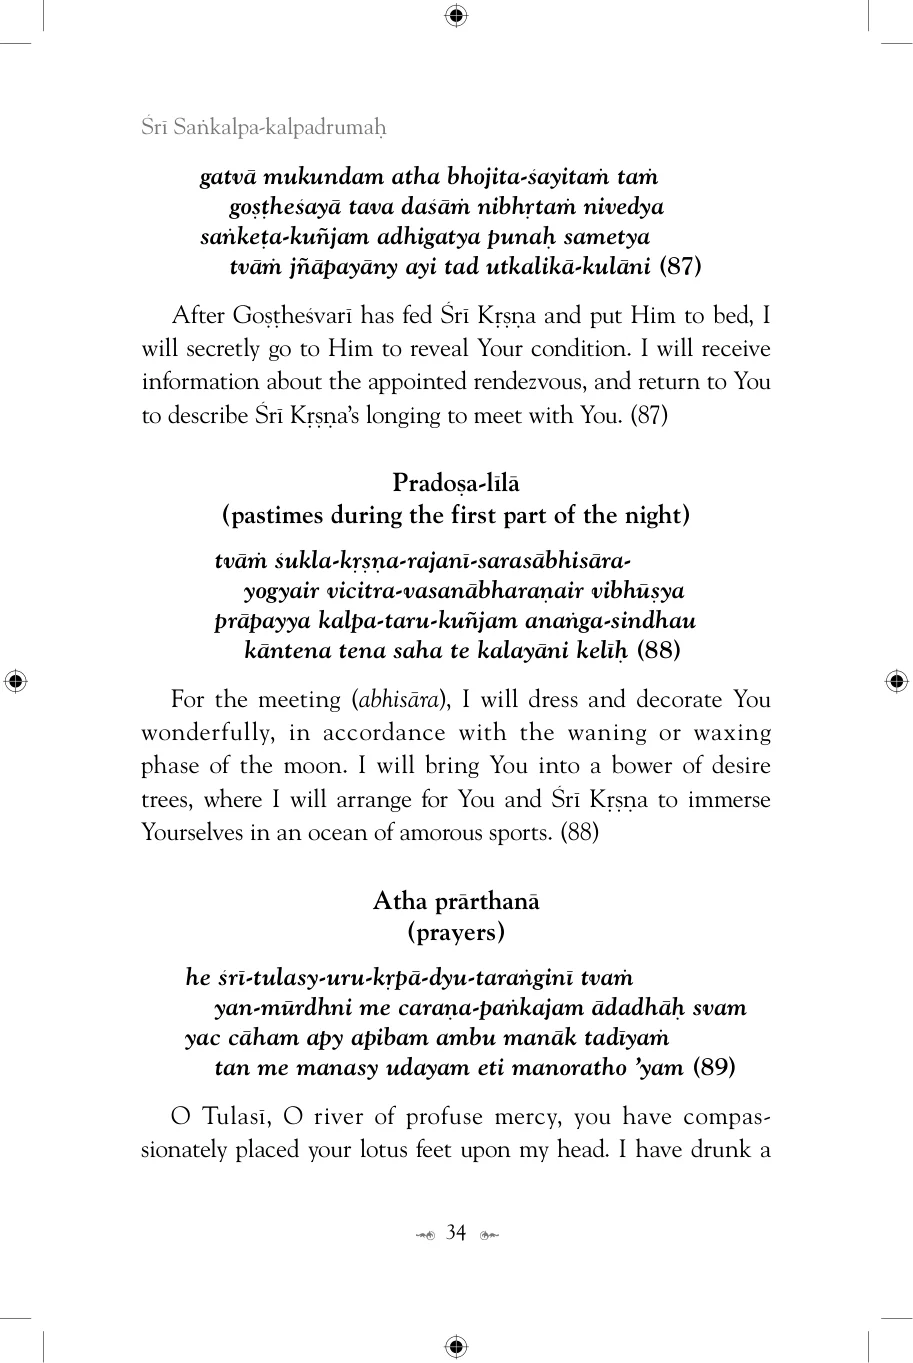 Śrī Saṅkalpa-kalpadrumaḥ
gatvā mukundam atha bhojita-śayitaṁ taṁ
goṣṭheśayā tava daśāṁ nibhṛtaṁ nivedya
saṅkeṭa-kuñjam adhigatya punaḥ sametya
tvāṁ jñāpayāny ayi tad utkalikā-kulāni (87)
After Goṣṭheśvarī has fed Śrī Kṛṣṇa and put Him to bed, I
will secretly go to Him to reveal Your condition. I will receive
information about the appointed rendezvous, and return to You
to describe Śrī Kṛṣṇa’s longing to meet with You. (87)
Pradoṣa-līlā
(pastimes during the first part of the night)
tvāṁ śukla-kṛṣṇa-rajanī-sarasābhisāra-
yogyair vicitra-vasanābharaṇair vibhūṣya
prāpayya kalpa-taru-kuñjam anaṅga-sindhau
kāntena tena saha te kalayāni kelīḥ (88)
For the meeting (abhisāra), I will dress and decorate You
wonderfully, in accordance with the waning or waxing
phase of the moon. I will bring You into a bower of desire
trees, where I will arrange for You and Śrī Kṛṣṇa to immerse
Yourselves in an ocean of amorous sports. (88)
Atha prārthanā
(prayers)
he śrī-tulasy-uru-kṛpā-dyu-taraṅginī tvaṁ
yan-mūrdhni me caraṇa-paṅkajam ādadhāḥ svam
yac cāham apy apibam ambu manāk tadīyaṁ
tan me manasy udayam eti manoratho ’yam (89)
O Tulasī, O river of profuse mercy, you have compas-
sionately placed your lotus feet upon my head. I have drunk a
34